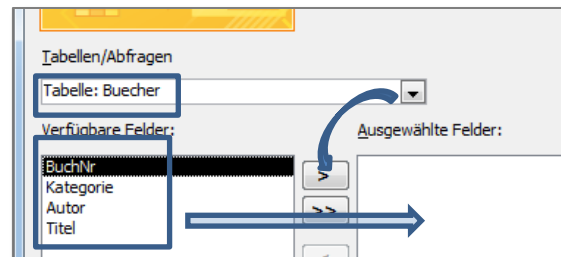 Tabellen/Abfragen
Tabelle: Buecher
Verfügbare Felder:
Ausgewählte Felder:
BuchNr
Kategorie
Autor
Titel
>
>>
<